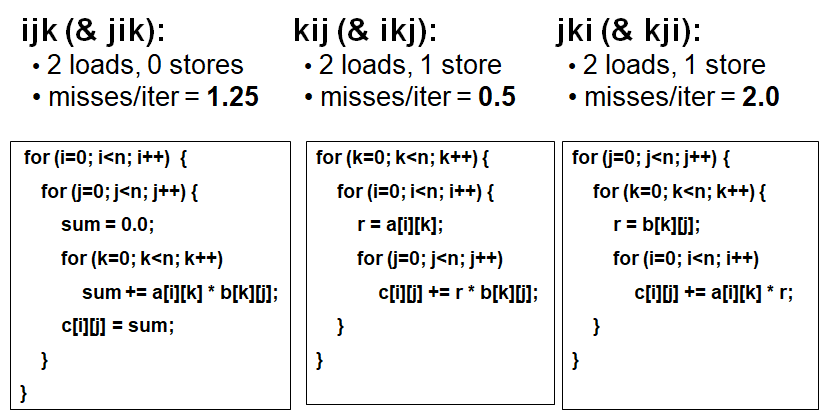 ijk (& jik):
• 2 loads, 0 stores
• misses/iter = 1.25
for (i=0; i<n; i++) {
for (j=0; j<n; j++) {
sum = 0.0;
for (k=0; k<n; k++)
sum += a[i][k] * b[k][j];
c[i][j] = sum;
}
}
kij (& ikj):
• 2 loads, 1 store
• misses/iter = 0.5
for (k=0; k<n; k++) {
for (i=0; i<n; i++) {
r = a[i][k];
for (j=0; j<n; j++)
c[i][j] += r * b[k][j];
}
}
jki (& kji):
• 2 loads, 1 store
• misses/iter = 2.0
for (j=0; j<n; j++) {
for (k=0; k<n; k++) {
r = b[k][j];
for (i=0; i<n; i++)
c[i][j] += a[i][k] * r;
}
}